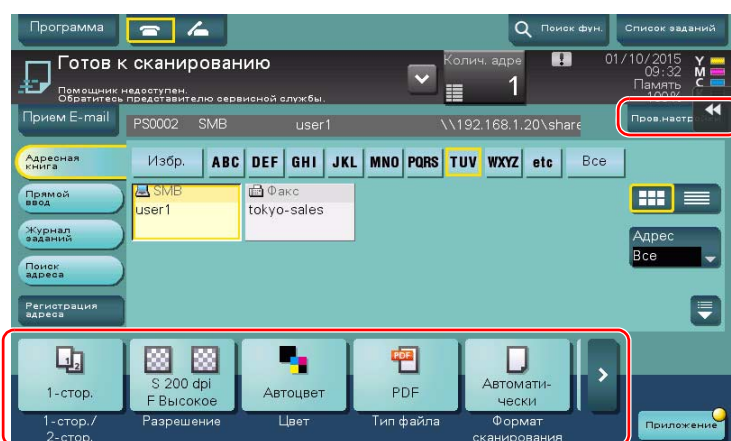 Программа
Поиск фун.
Список заданий
Готов к сканированию
Помощник недоступен.
Обратитесь представителю сервисной службы.
Колич. адре
1
01/10/2015
09:32
Память
100%
Y
M
C
Прием E-mail
PS0002 SMB user1 \\192.168.1.20\share
Пров.настр
Адресная книга
Избр. ABC DEF GHI JKL MNO PQRS TUV WXYZ etc Все
Прямой ввод
SMB
user1
Факс
tokyo-sales
Журнал заданий
Адрес
Все
Поиск адреса
Регистрация адреса
1-стор.
S 200 dpi
F Высокое
Автоцвет
PDF
PDF
Автомати-
чески
1-стор./
2-стор.
Разрешение
Цвет
Тип файла
Формат
сканирования
Приложение